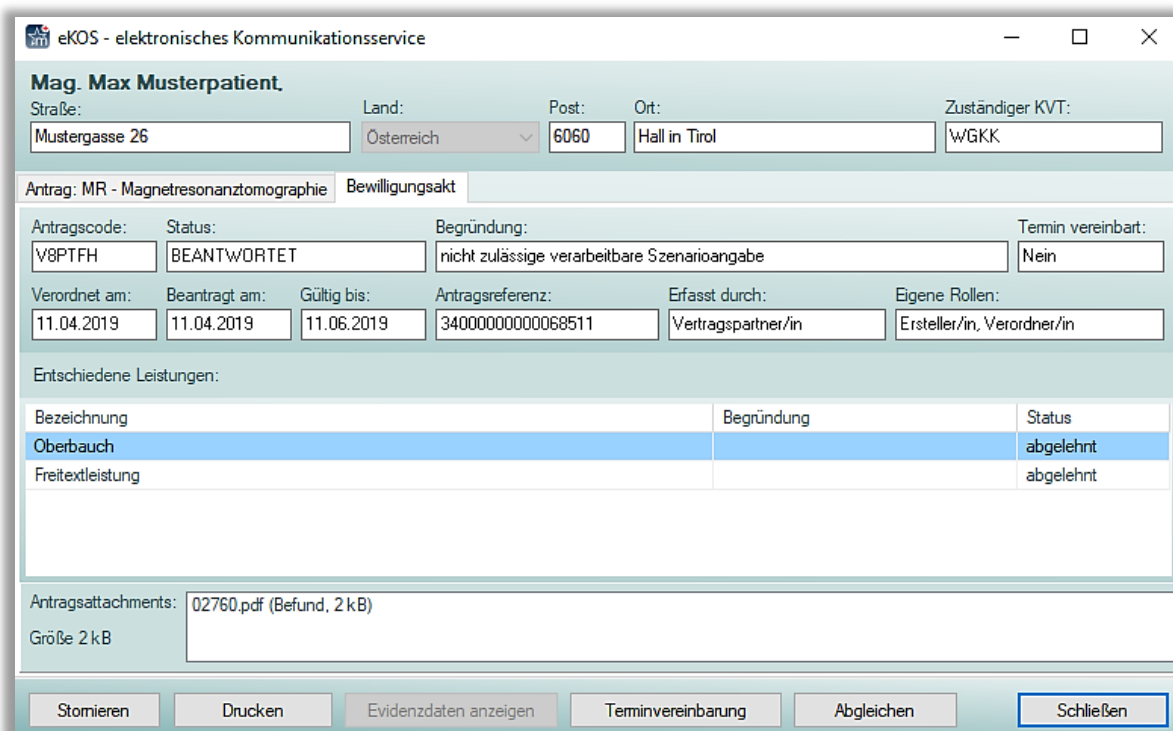 eKOS - elektronisches Kommunikationsservice
Mag. Max Musterpatient,
Straße: Land: Post: Ort: Zuständiger KVT:
Mustergasse 26 Österreich 6060 Hall in Tirol WGKK
Antrag: MR - Magnetresonanztomographie Bewilligungsakt
Antragscode: Status: Begründung: Termin vereinbart:
V8PTFH BEANTWORTET nicht zulässige verarbeitbare Szenarioangabe Nein
Verordnet am: Beantragt am: Gültig bis: Antragsreferenz: Erfasst durch: Eigene Rollen:
11.04.2019 11.04.2019 11.06.2019 34000000000068511 Vertragspartner/in Ersteller/in, Verordner/in
Entschiedene Leistungen:
Bezeichnung Begründung Status
Oberbauch abgelehnt
Freitextleistung abgelehnt
Antragsattachments: 02760.pdf (Befund, 2 kB)
Größe 2 kB
Stornieren Drucken Evidenzdaten anzeigen Terminvereinbarung Abgleichen Schließen